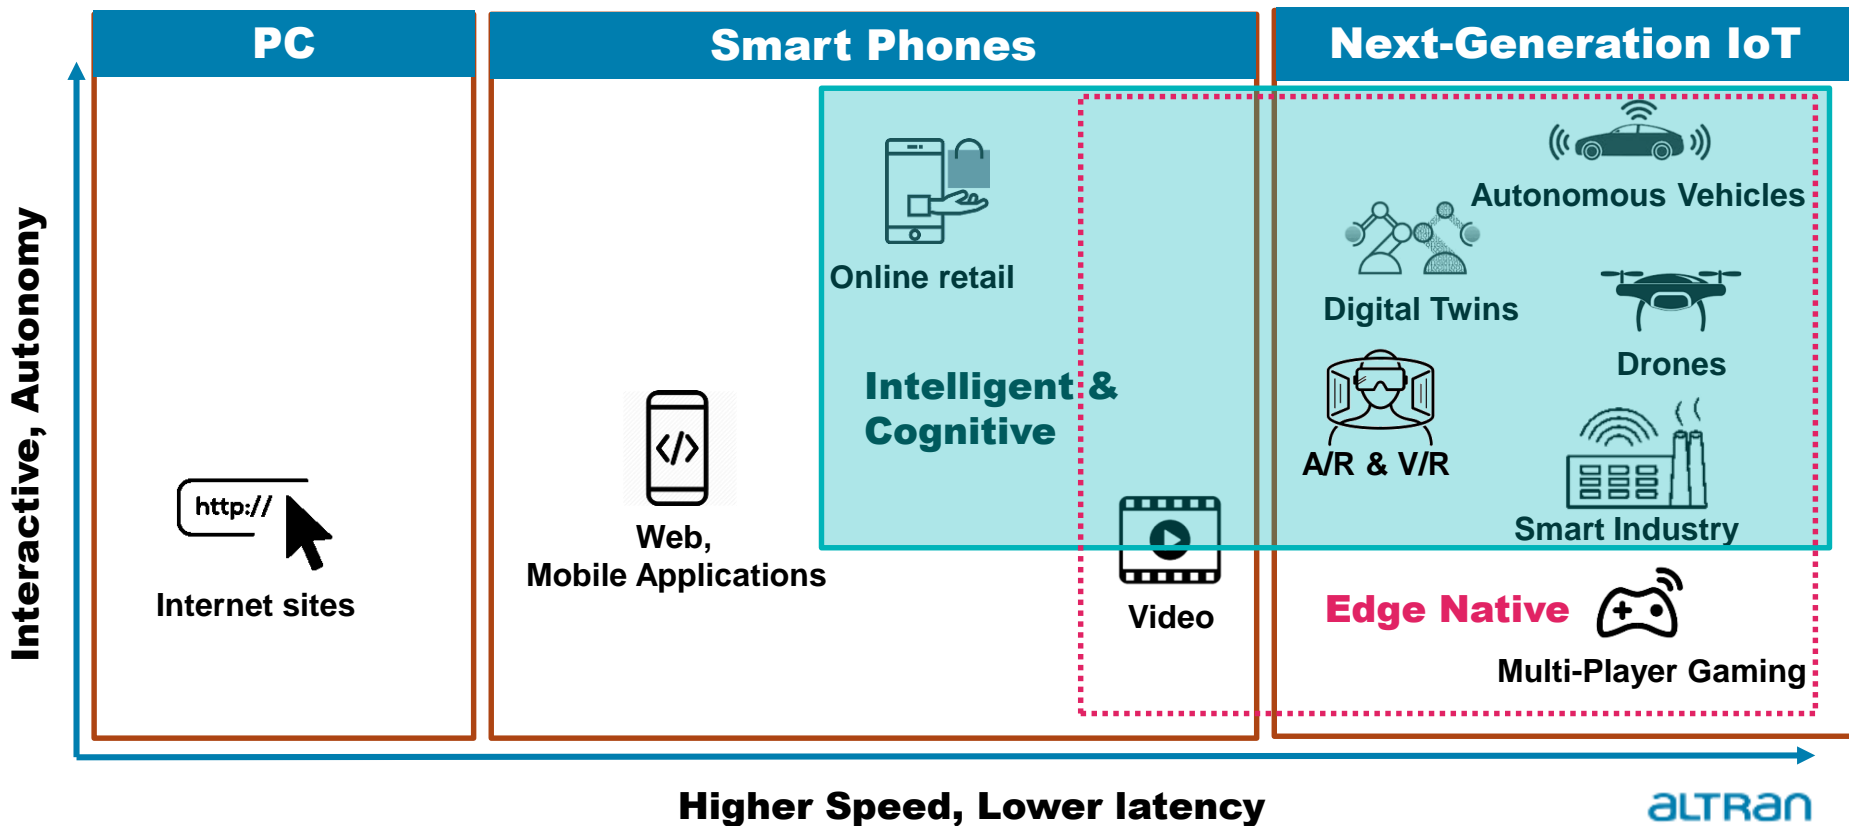 PC
Smart Phones
Next-Generation IoT
Interactive, Autonomy
Online retail
Autonomous Vehicles
Digital Twins
Drones
Intelligent &
Cognitive
A/R & V/R
Smart Industry
http://
Internet sites
</>
Web,
Mobile Applications
Video
Edge Native
Multi-Player Gaming
Higher Speed, Lower latency
aLTRan